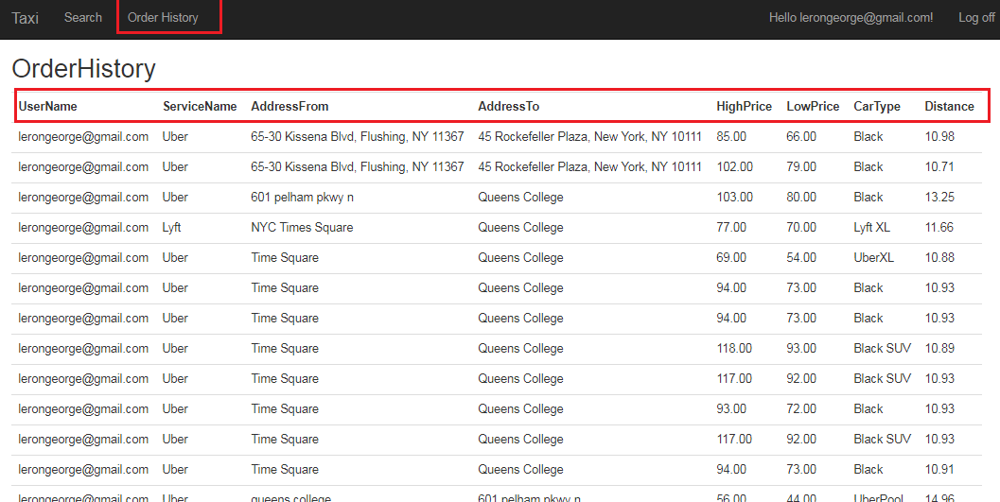 Taxi Search Order History Hello lerongeorge@gmail.com! Log off
OrderHistory
UserName ServiceName AddressFrom AddressTo HighPrice LowPrice CarType Distance
lerongeorge@gmail.com Uber 65-30 Kissena Blvd, Flushing, NY 11367 45 Rockefeller Plaza, New York, NY 10111 85.00 66.00 Black 10.98
lerongeorge@gmail.com Uber 65-30 Kissena Blvd, Flushing, NY 11367 45 Rockefeller Plaza, New York, NY 10111 102.00 79.00 Black 10.71
lerongeorge@gmail.com Uber 601 pelham pkwy n Queens College 103.00 80.00 Black 13.25
lerongeorge@gmail.com Lyft NYC Times Square Queens College 77.00 70.00 Lyft XL 11.66
lerongeorge@gmail.com Uber Time Square Queens College 69.00 54.00 UberXL 10.88
lerongeorge@gmail.com Uber Time Square Queens College 94.00 73.00 Black 10.93
lerongeorge@gmail.com Uber Time Square Queens College 94.00 73.00 Black 10.93
lerongeorge@gmail.com Uber Time Square Queens College 118.00 93.00 Black SUV 10.89
lerongeorge@gmail.com Uber Time Square Queens College 117.00 92.00 Black SUV 10.93
lerongeorge@gmail.com Uber Time Square Queens College 93.00 72.00 Black 10.93
lerongeorge@gmail.com Uber Time Square Queens College 117.00 92.00 Black SUV 10.93
lerongeorge@gmail.com Uber Time Square Queens College 94.00 73.00 Black 10.91
lerongeorge@gmail.com Uber queens college 601 pelham pkwy n 56.00 44.00 UberPool 14.96